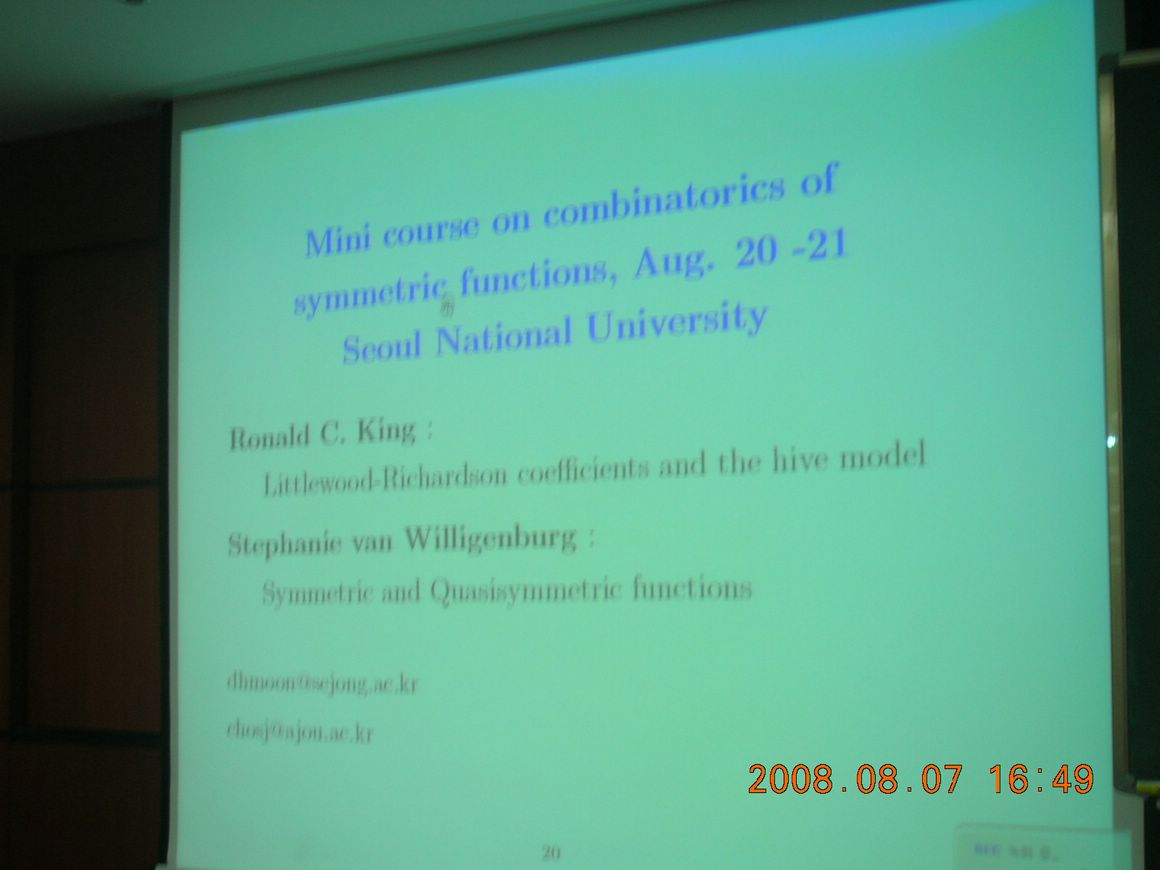 Mini course on combinatorics of
symmetric functions, Aug. 20 -21
Seoul National University
Ronald C. King :
Littlewood-Richardson coefficients and the hive model
Stephanie van Willigenburg :
Symmetric and Quasisymmetric functions
dhmoon@sejong.ac.kr
chosj@ajou.ac.kr
2008.08.07 16:49
20